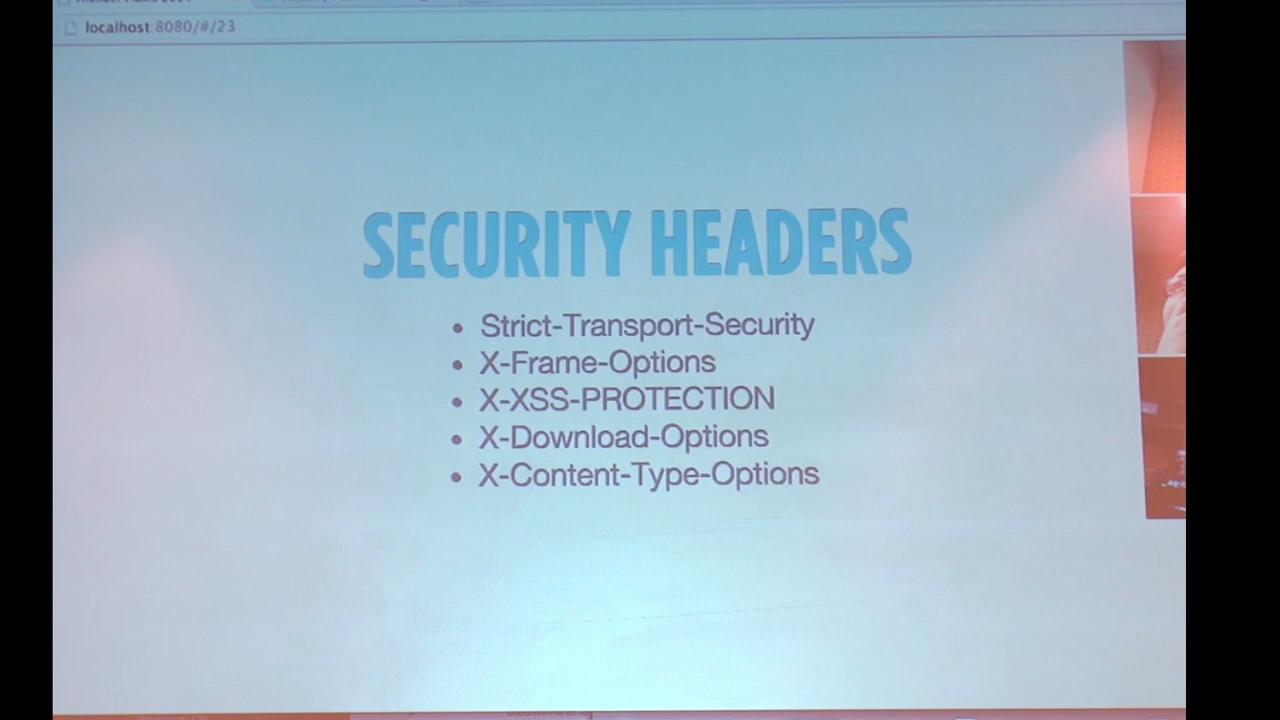 localhost:8080/#/23
SECURITY HEADERS
• Strict-Transport-Security
• X-Frame-Options
• X-XSS-PROTECTION
• X-Download-Options
• X-Content-Type-Options